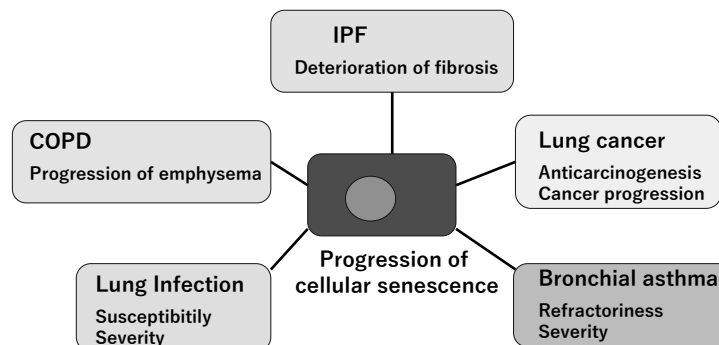 IPF
Deterioration of fibrosis
COPD
Progression of emphysema
Lung cancer
Anticarcinogenesis
Cancer progression
Progression of
cellular senescence
Lung Infection
Susceptibitily
Severity
Bronchial asthma
Refractoriness
Severity